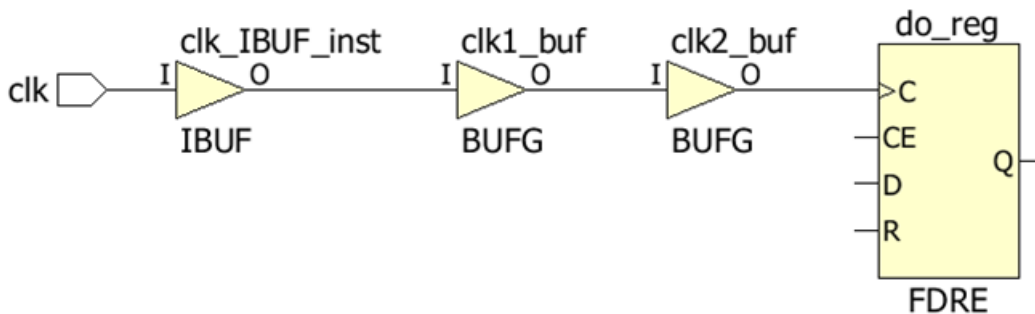 do_reg
clk_IBUF_inst clk1_buf clk2_buf
clk I O I O I O C
IBUF BUFG BUFG CE
Q
D
R
FDRE